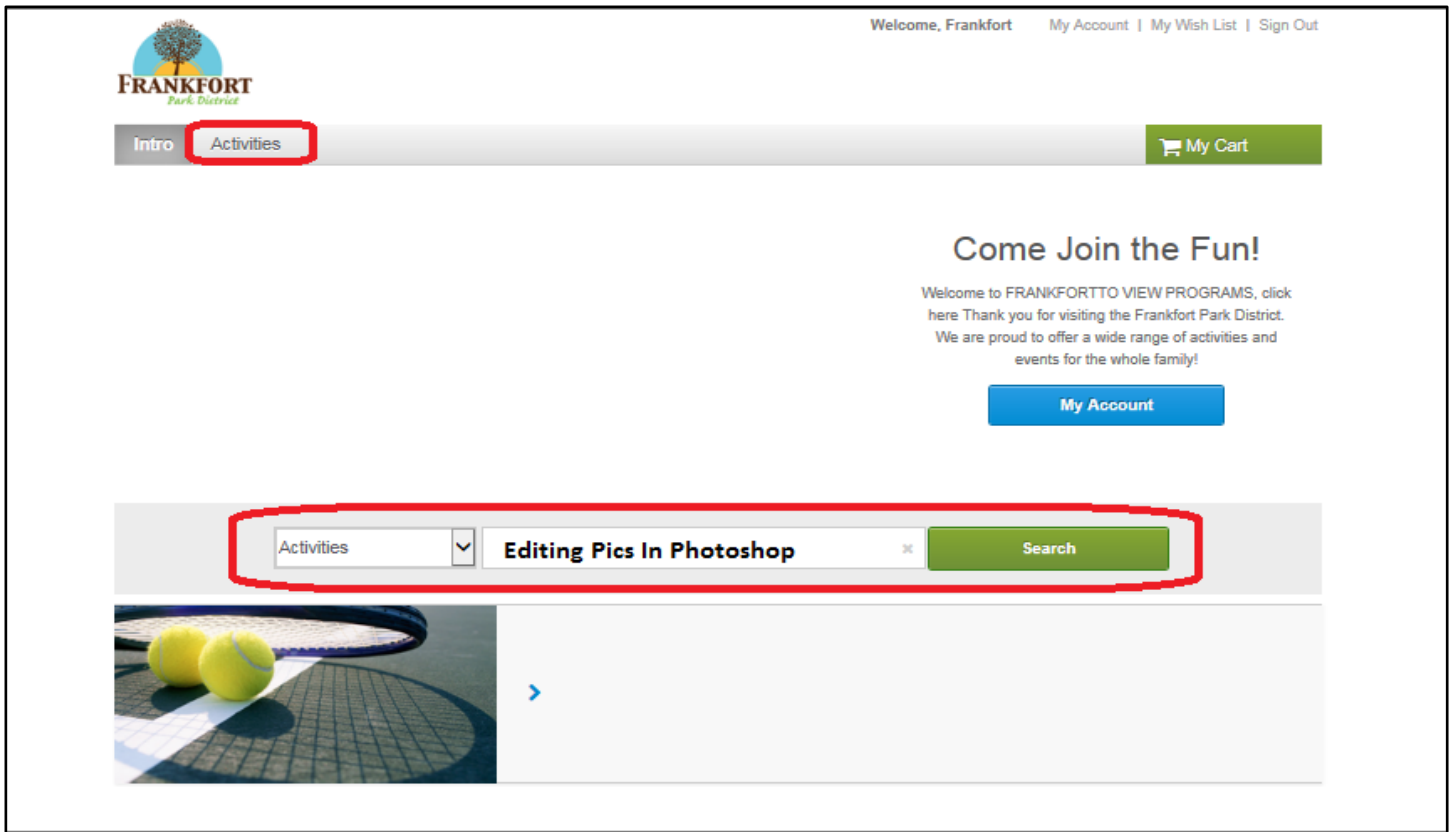 Welcome, Frankfort My Account | My Wish List | Sign Out
FRANKFORT
Park District
Intro Activities My Cart
Come Join the Fun!
Welcome to FRANKFORTTO VIEW PROGRAMS, click
here Thank you for visiting the Frankfort Park District.
We are proud to offer a wide range of activities and
events for the whole family!
My Account
Activities Editing Pics In Photoshop Search